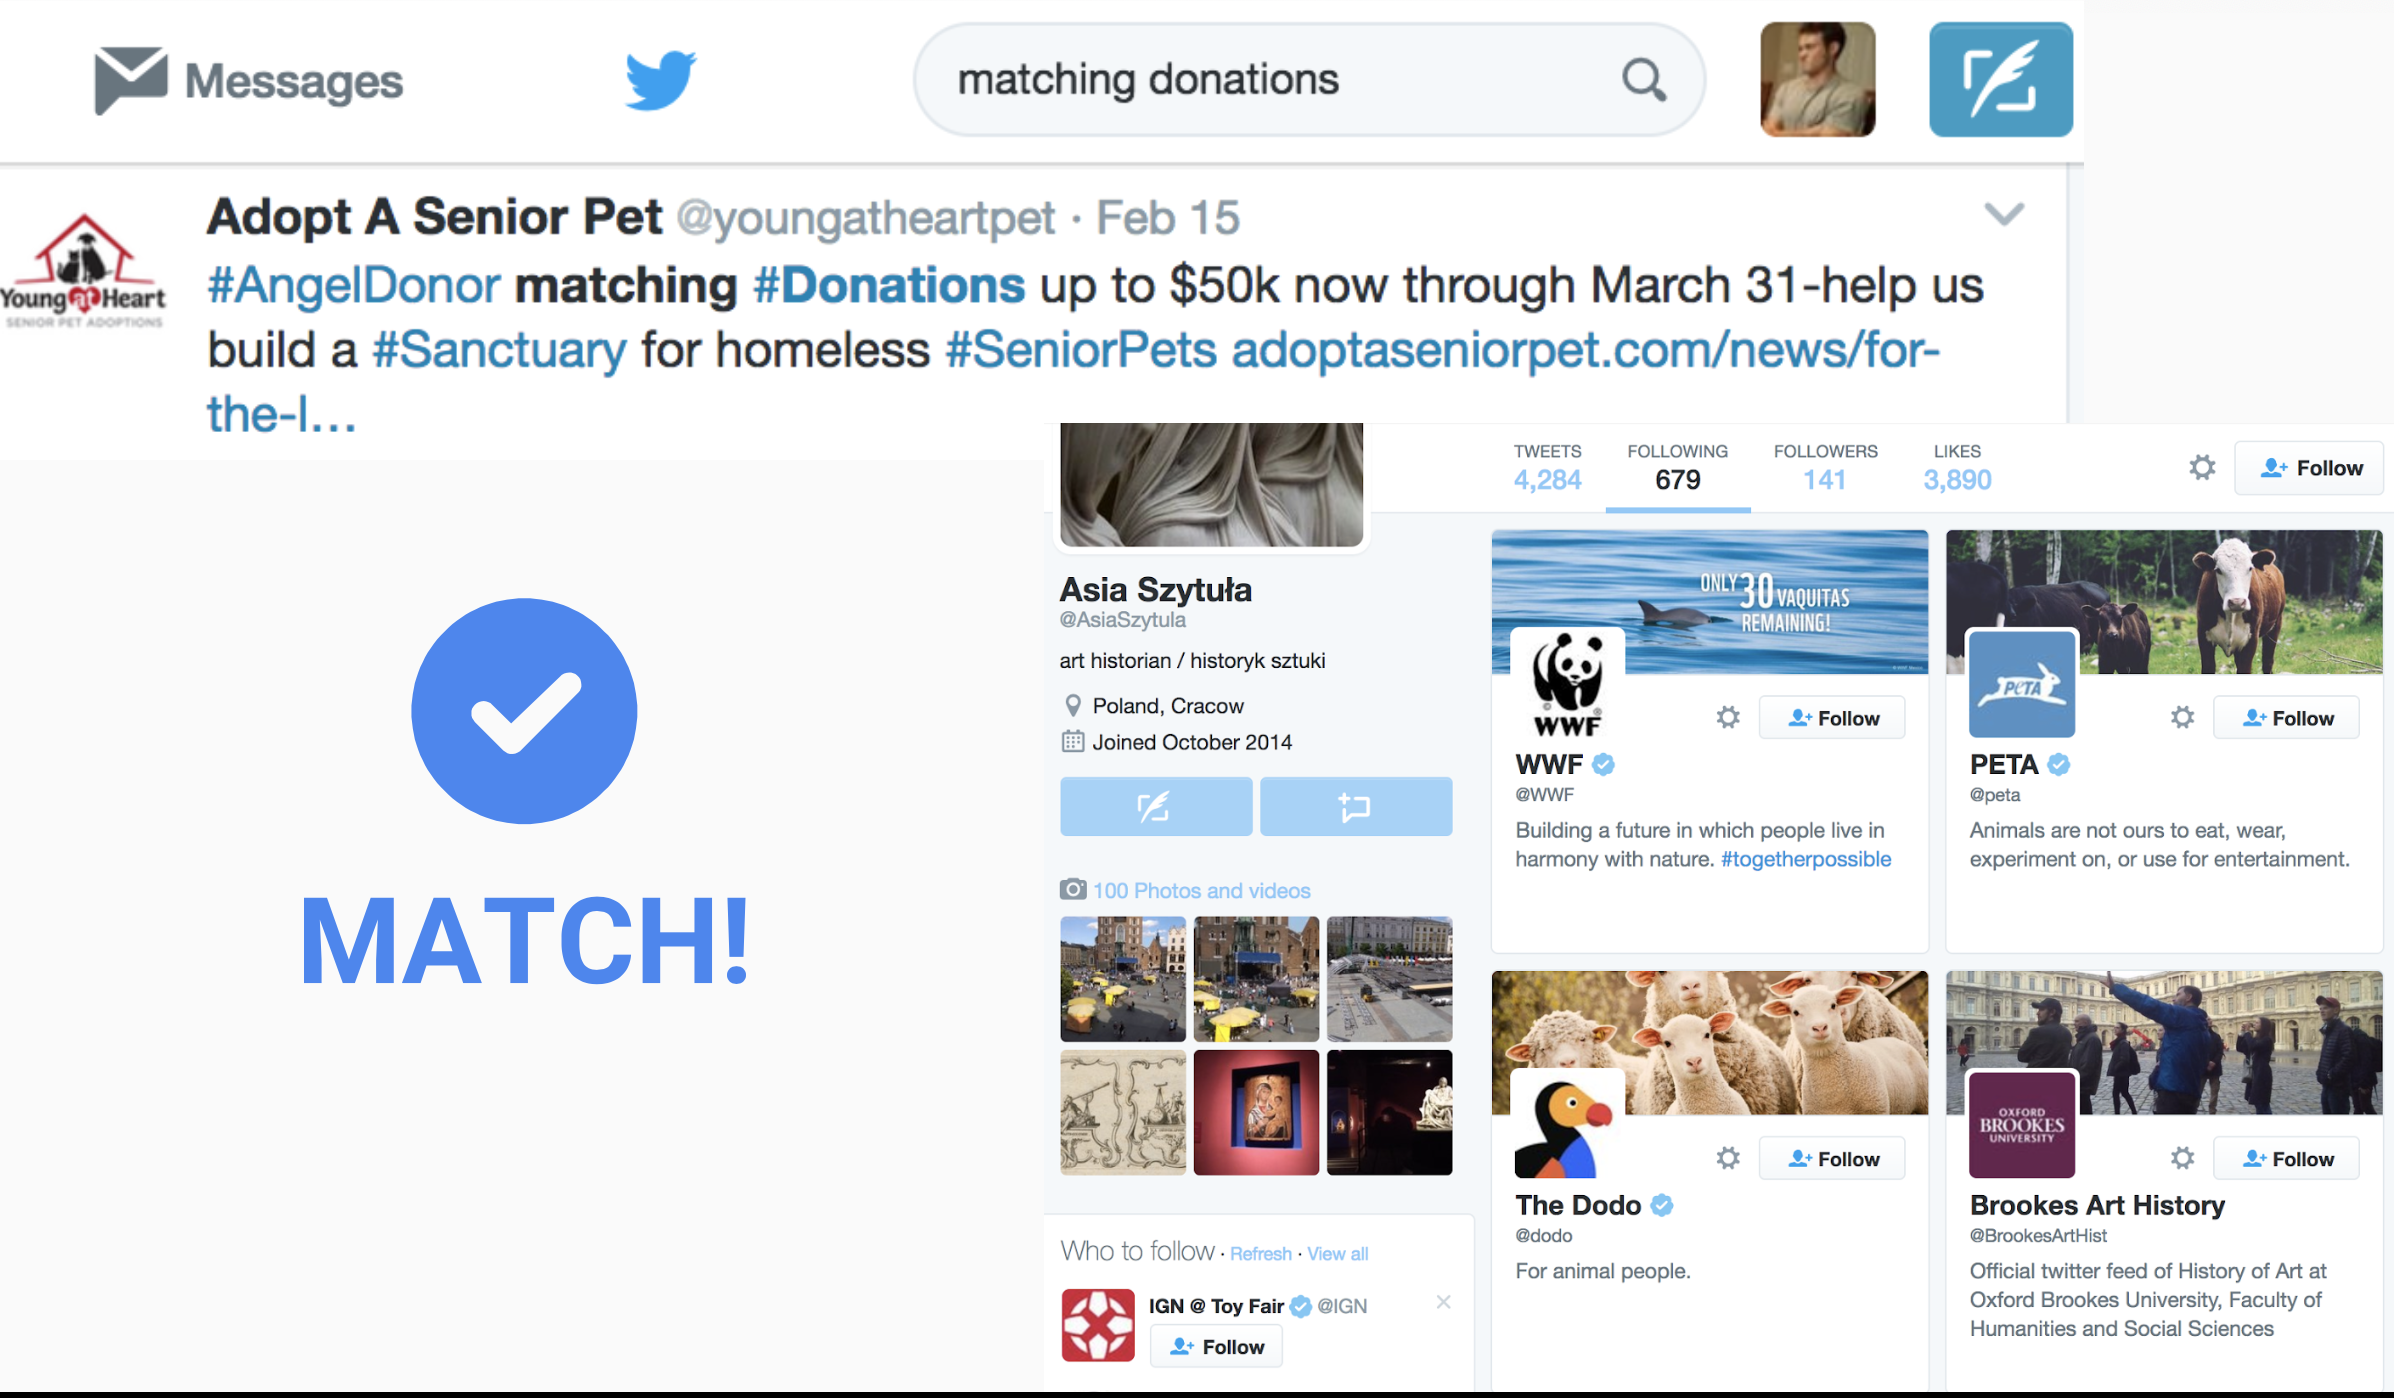 Messages
matching donations
Adopt A Senior Pet @youngatheartpet · Feb 15
#AngelDonor matching #Donations up to $50k now through March 31-help us
build a #Sanctuary for homeless #SeniorPets adoptaseniorpet.com/news/for-
the-l...
Young at Heart
SENIOR PET ADOPTIONS
MATCH!
TWEETS
4,284
FOLLOWING
679
FOLLOWERS
141
LIKES
3,890
Follow
Asia Szytuła
@AsiaSzytula
art historian / historyk sztuki
Poland, Cracow
Joined October 2014
100 Photos and videos
Who to follow · Refresh · View all
IGN @ Toy Fair @IGN
Follow
ONLY 30 VAQUITAS
REMAINING!
WWF
Follow
WWF
@WWF
Building a future in which people live in
harmony with nature. #togetherpossible
PETA
Follow
PETA
@peta
Animals are not ours to eat, wear,
experiment on, or use for entertainment.
Follow
The Dodo
@dodo
For animal people.
OXFORD
BROOKES
UNIVERSITY
Follow
Brookes Art History
@BrookesArtHist
Official twitter feed of History of Art at
Oxford Brookes University, Faculty of
Humanities and Social Sciences